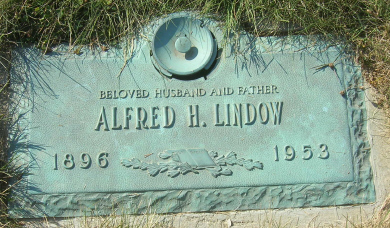 BELOVED HUSBAND AND FATHER
ALFRED H. LINDOW
1896 1953